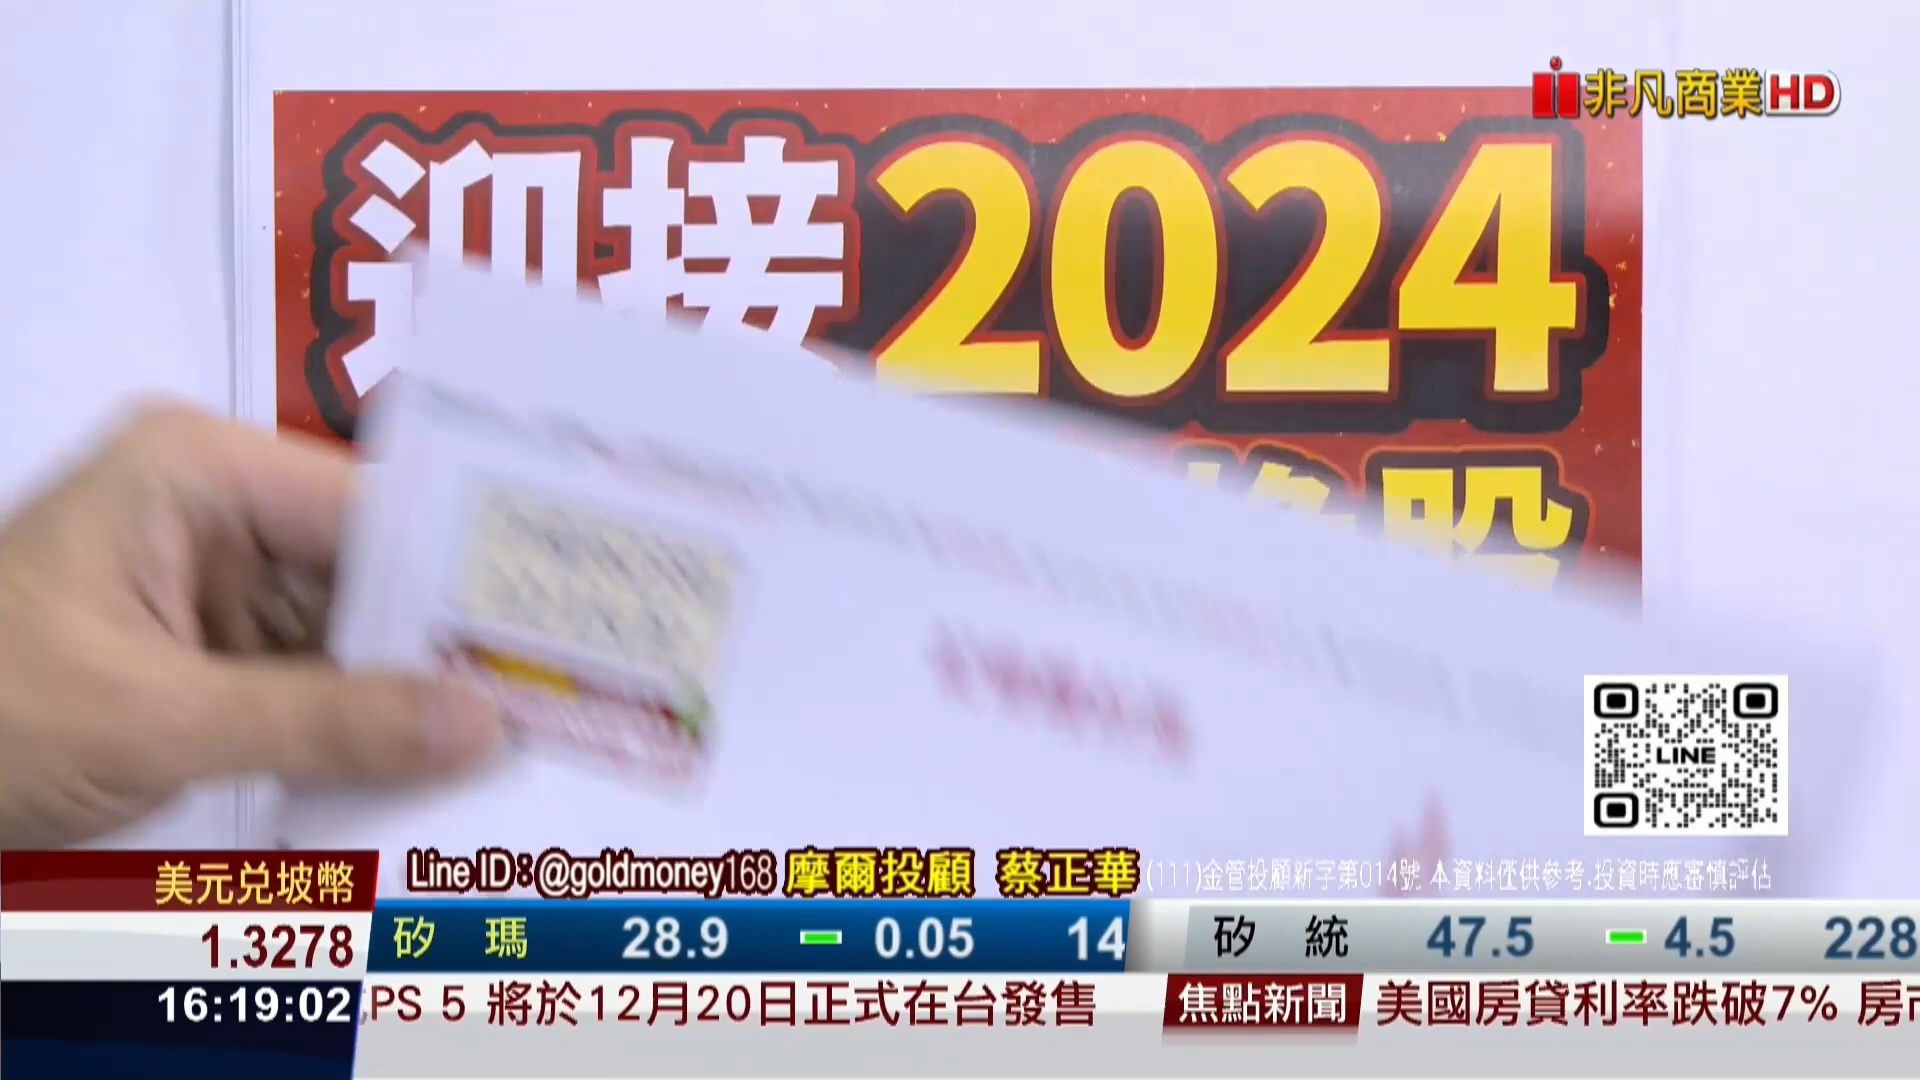 非凡商業HD
迎接2024
股
LINE
美元兑坡幣
Line ID：@goldmoney168 摩爾投顧 蔡正華 (111)金管投顧新字第014號 本資料僅供參考.投資時應審慎評估
1.3278
矽瑪 28.9 0.05 14
矽統 47.5 4.5 228
16:19:02
PS 5 將於12月20日正式在台發售
焦點新聞 美國房貸利率跌破7% 房